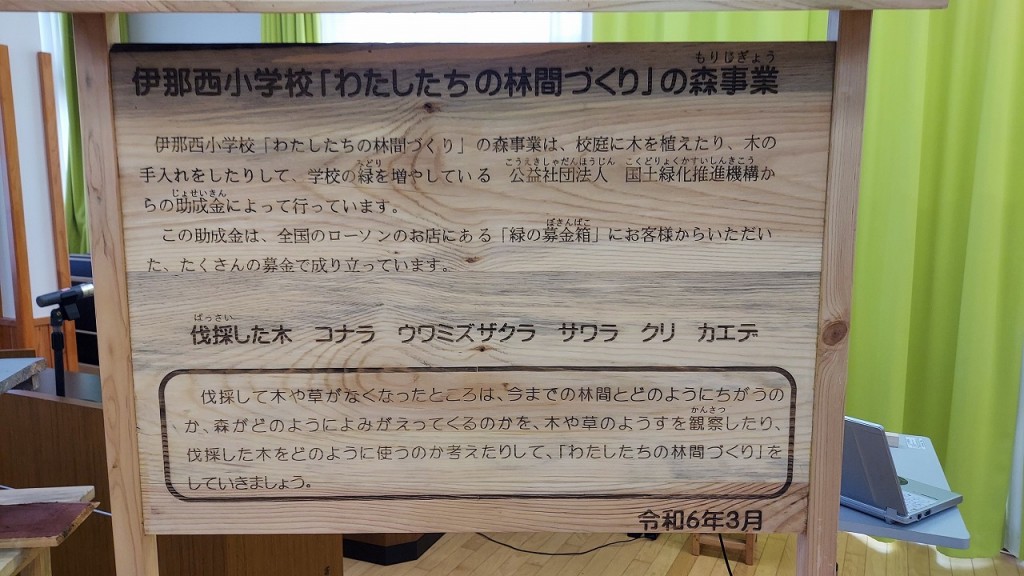 もりじぎょう
伊那西小学校「わたしたちの林間づくり」の森事業
伊那西小学校「わたしたちの林間づくり」の森事業は、校庭に木を植えたり、木の
みどり こうえきしゃだんほうじん こくどりょくかすいしんきこう
手入れをしたりして、学校の緑を増やしている 公益社団法人 国土緑化推進機構か
じょせいきん
らの助成金によって行っています。
ぼきんばこ
この助成金は、全国のローソンのお店にある「緑の募金箱」にお客様からいただい
た、たくさんの募金で成り立っています。
ばっさい
伐採した木 コナラ ウワミズザクラ サワラ クリ カエデ
伐採して木や草がなくなったところは、今までの林間とどのようにちがうの
かんさつ
か、森がどのようによみがえってくるのかを、木や草のようすを観察したり、
伐採した木をどのように使うのか考えたりして、「わたしたちの林間づくり」を
していきましょう。
令和6年3月